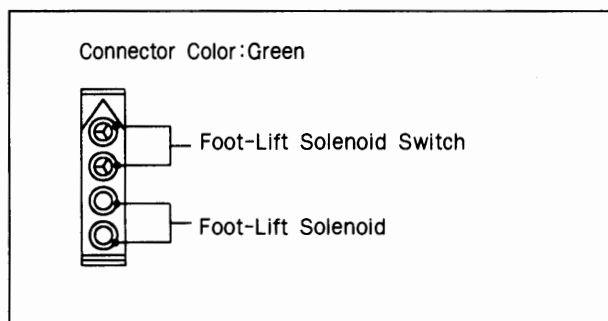 Connector Color:Green
Foot-Lift Solenoid Switch
Foot-Lift Solenoid